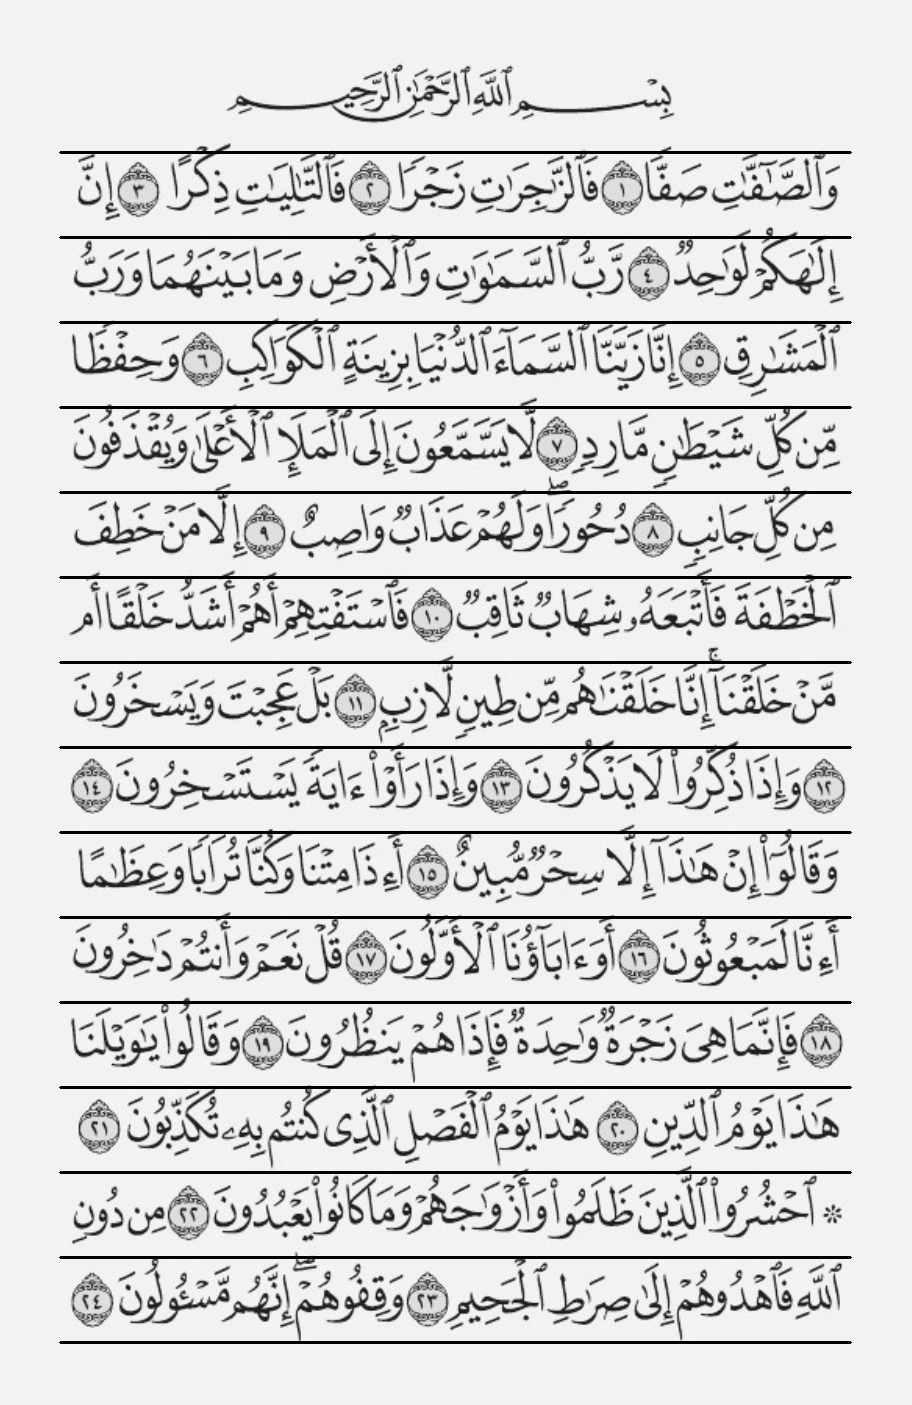 بِسْمِ ٱللَّهِ ٱلرَّحْمَٰنِ ٱلرَّحِيمِ
وَٱلصَّٰٓفَّٰتِ صَفًّا ١ فَٱلزَّٰجِرَٰتِ زَجْرًا ٢ فَٱلتَّٰلِيَٰتِ ذِكْرًا ٣ إِنَّ
إِلَٰهَكُمْ لَوَٰحِدٌ ٤ رَّبُّ ٱلسَّمَٰوَٰتِ وَٱلْأَرْضِ وَمَا بَيْنَهُمَا وَرَبُّ
ٱلْمَشَٰرِقِ ٥ إِنَّا زَيَّنَّا ٱلسَّمَآءَ ٱلدُّنْيَا بِزِينَةٍ ٱلْكَوَاكِبِ ٦ وَحِفْظًا
مِّن كُلِّ شَيْطَٰنٍ مَّارِدٍ ٧ لَّا يَسَّمَّعُونَ إِلَى ٱلْمَلَإِ ٱلْأَعْلَىٰ وَيُقْذَفُونَ
مِن كُلِّ جَانِبٍ ٨ دُحُورًا ۖ وَلَهُمْ عَذَابٌ وَاصِبٌ ٩ إِلَّا مَنْ خَطِفَ
ٱلْخَطْفَةَ فَأَتْبَعَهُۥ شِهَابٌ ثَاقِبٌ ١٠ فَٱسْتَفْتِهِمْ أَهُمْ أَشَدُّ خَلْقًا أَم
مَّنْ خَلَقْنَآ ۚ إِنَّا خَلَقْنَٰهُم مِّن طِينٍ لَّازِبٍ ١١ بَلْ عَجِبْتَ وَيَسْخَرُونَ
١٢ وَإِذَا ذُكِّرُوا۟ لَا يَذْكُرُونَ ١٣ وَإِذَا رَأَوْا۟ ءَايَةً يَسْتَسْخِرُونَ ١٤
وَقَالُوٓا۟ إِنْ هَٰذَآ إِلَّا سِحْرٌ مُّبِينٌ ١٥ أَءِذَا مِتْنَا وَكُنَّا تُرَابًا وَعِظَٰمًا
أَءِنَّا لَمَبْعُوثُونَ ١٦ أَوَءَابَآؤُنَا ٱلْأَوَّلُونَ ١٧ قُلْ نَعَمْ وَأَنتُمْ دَٰخِرُونَ
١٨ فَإِنَّمَا هِىَ زَجْرَةٌ وَٰحِدَةٌ فَإِذَا هُمْ يَنظُرُونَ ١٩ وَقَالُوا۟ يَٰوَيْلَنَا
هَٰذَا يَوْمُ ٱلدِّينِ ٢٠ هَٰذَا يَوْمُ ٱلْفَصْلِ ٱلَّذِى كُنتُم بِهِۦ تُكَذِّبُونَ ٢١
۞ ٱحْشُرُوا۟ ٱلَّذِينَ ظَلَمُوا۟ وَأَزْوَٰجَهُمْ وَمَا كَانُوا۟ يَعْبُدُونَ ٢٢ مِن دُونِ
ٱللَّهِ فَٱهْدُوهُمْ إِلَىٰ صِرَٰطِ ٱلْجَحِيمِ ٢٣ وَقِفُوهُمْ ۖ إِنَّهُم مَّسْـُٔولُونَ ٢٤